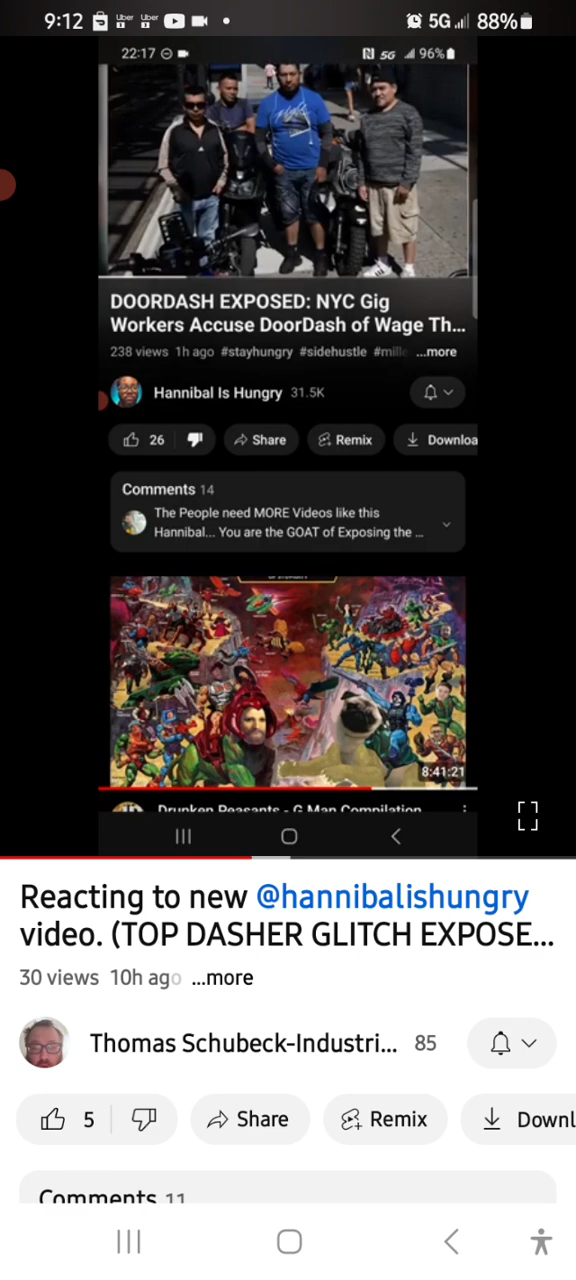 9:12 Uber Uber 5G 88%
22:17 5G 96%
DOORDASH EXPOSED: NYC Gig
Workers Accuse DoorDash of Wage Th...
238 views 1h ago #stayhungry #sidehustle #mille ...more
Hannibal Is Hungry 31.5K
26 Share Remix Downloa
Comments 14
The People need MORE Videos like this
Hannibal... You are the GOAT of Exposing the ...
8:41:21
Drunken Peasants - G Man Compilation
Reacting to new @hannibalishungry
video. (TOP DASHER GLITCH EXPOSE...
30 views 10h ago ...more
Thomas Schubeck-Industri... 85
5 Share Remix Downl
Comments 11